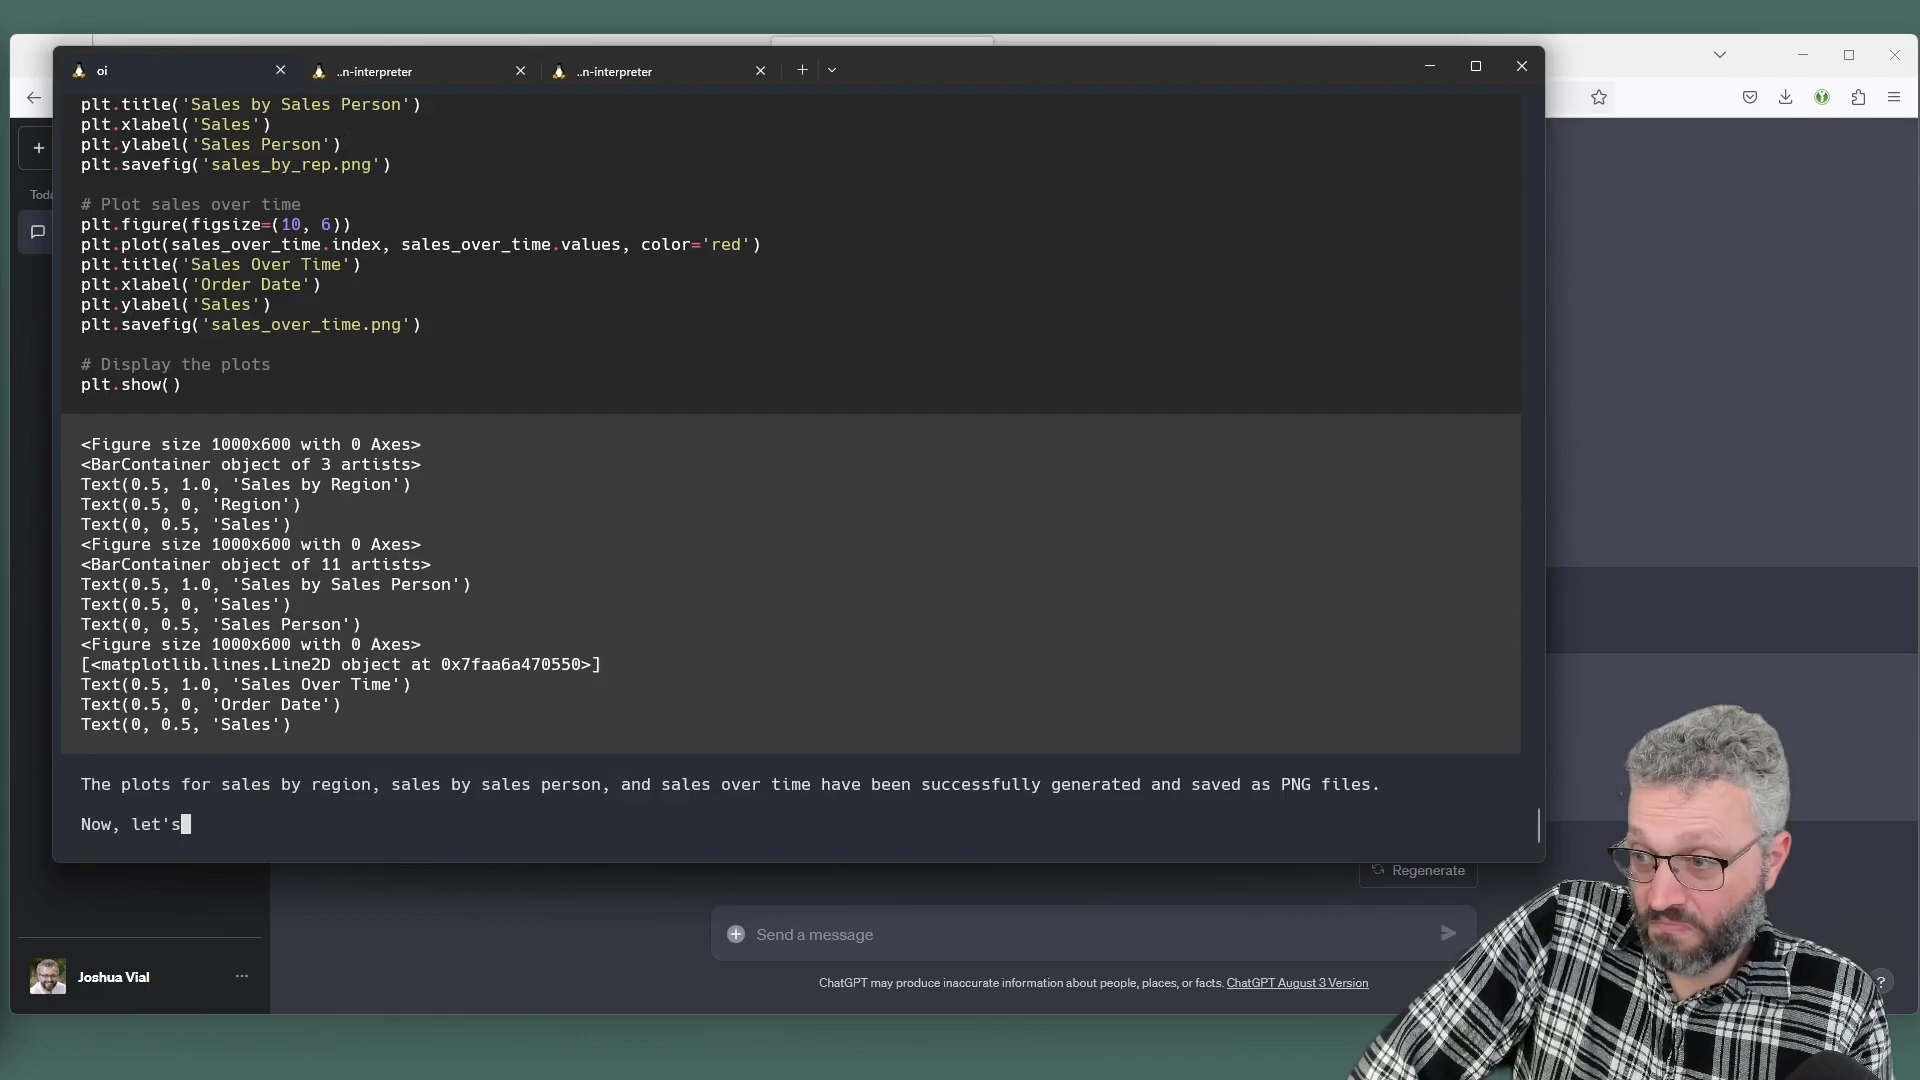 oi
..n-interpreter
..n-interpreter
plt.title('Sales by Sales Person')
plt.xlabel('Sales')
plt.ylabel('Sales Person')
plt.savefig('sales_by_rep.png')
# Plot sales over time
plt.figure(figsize=(10, 6))
plt.plot(sales_over_time.index, sales_over_time.values, color='red')
plt.title('Sales Over Time')
plt.xlabel('Order Date')
plt.ylabel('Sales')
plt.savefig('sales_over_time.png')
# Display the plots
plt.show()
<Figure size 1000x600 with 0 Axes>
<BarContainer object of 3 artists>
Text(0.5, 1.0, 'Sales by Region')
Text(0.5, 0, 'Region')
Text(0, 0.5, 'Sales')
<Figure size 1000x600 with 0 Axes>
<BarContainer object of 11 artists>
Text(0.5, 1.0, 'Sales by Sales Person')
Text(0.5, 0, 'Sales')
Text(0, 0.5, 'Sales Person')
<Figure size 1000x600 with 0 Axes>
[<matplotlib.lines.Line2D object at 0x7faa6a470550>]
Text(0.5, 1.0, 'Sales Over Time')
Text(0.5, 0, 'Order Date')
Text(0, 0.5, 'Sales')
The plots for sales by region, sales by sales person, and sales over time have been successfully generated and saved as PNG files.
Now, let's
Regenerate
Send a message
Joshua Vial
ChatGPT may produce inaccurate information about people, places, or facts. ChatGPT August 3 Version
?